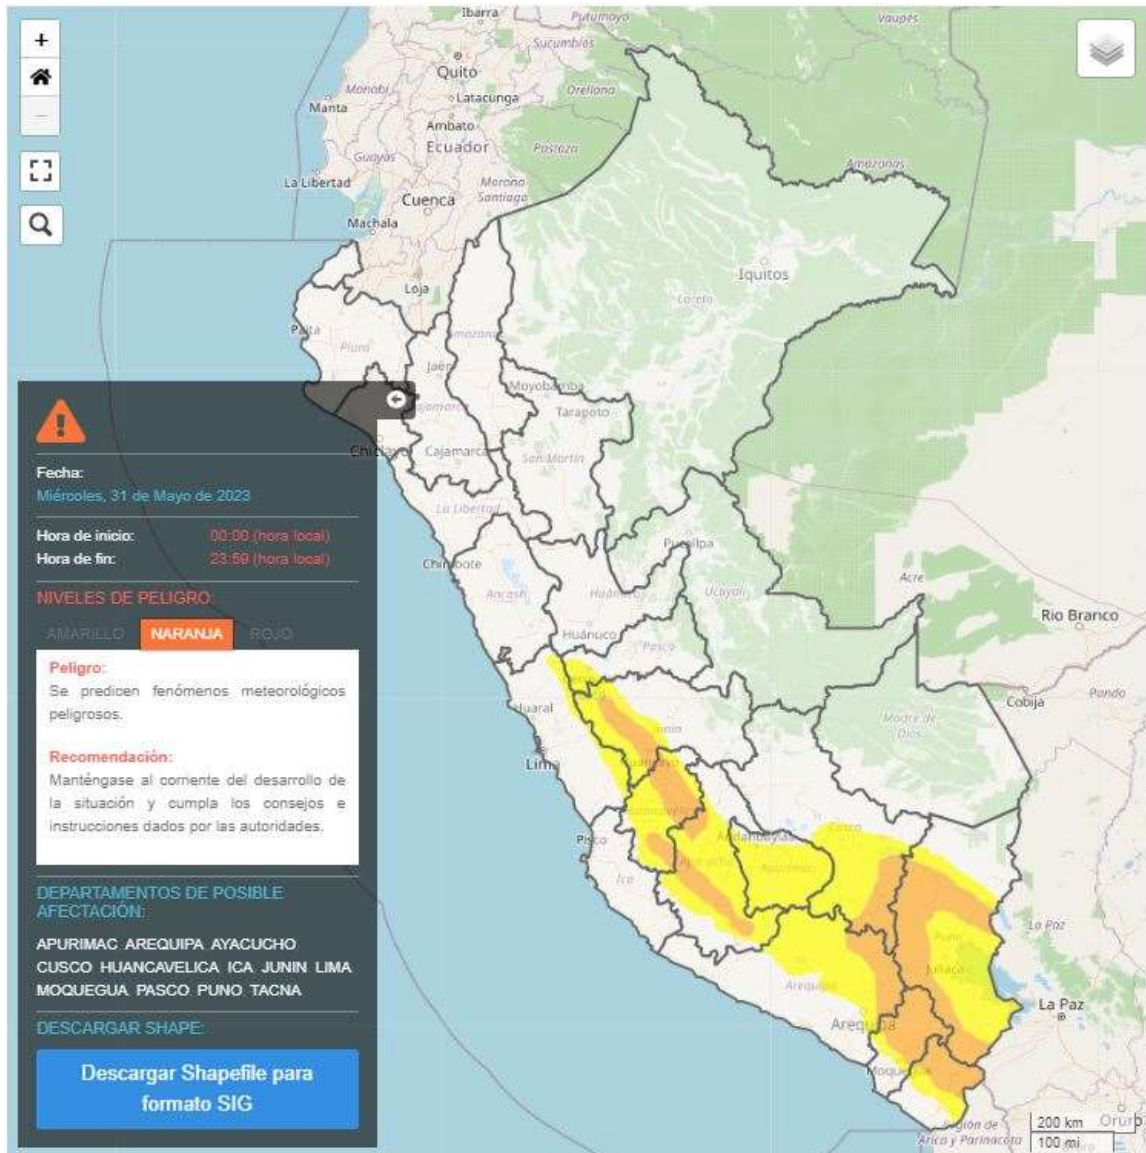 Ibarra
Putumayo
Vaupés
+
Sucumbíos
Quito
Latacunga
Orellana
Manabí
Manta
Ambato
Ecuador
Pastaza
Guayas
La Libertad
Morona
Santiago
Amazonas
Cuenca
Machala
Iquitos
Loja
Loreto
Paita
Piura
Jaén
Moyobamba
Tarapoto
Chiclayo
Cajamarca
San Martín
La Libertad
Chimbote
Ancash
Pucallpa
Huánuco
Ucayali
Acre
Rio Branco
Huánuco
Pasco
Pando
Cobija
Huaral
Junín
Madre de
Dios
Lima
Huancayo
Huancavelica
Andahuaylas
Cusco
Pisco
Ayacucho
Apurímac
Ica
La Paz
Puno
Juliaca
Arequipa
La Paz
Arequipa
Moquegua
200 km
Oruro
100 mi
Región de
Arica y Parinacota
Fecha:
Miércoles, 31 de Mayo de 2023
Hora de inicio: 00:00 (hora local)
Hora de fin: 23:59 (hora local)
NIVELES DE PELIGRO:
AMARILLO NARANJA ROJO
Peligro:
Se predicen fenómenos meteorológicos
peligrosos.
Recomendación:
Manténgase al corriente del desarrollo de
la situación y cumpla los consejos e
instrucciones dados por las autoridades.
DEPARTAMENTOS DE POSIBLE
AFECTACIÓN:
APURIMAC AREQUIPA AYACUCHO
CUSCO HUANCAVELICA ICA JUNIN LIMA
MOQUEGUA PASCO PUNO TACNA
DESCARGAR SHAPE:
Descargar Shapefile para
formato SIG